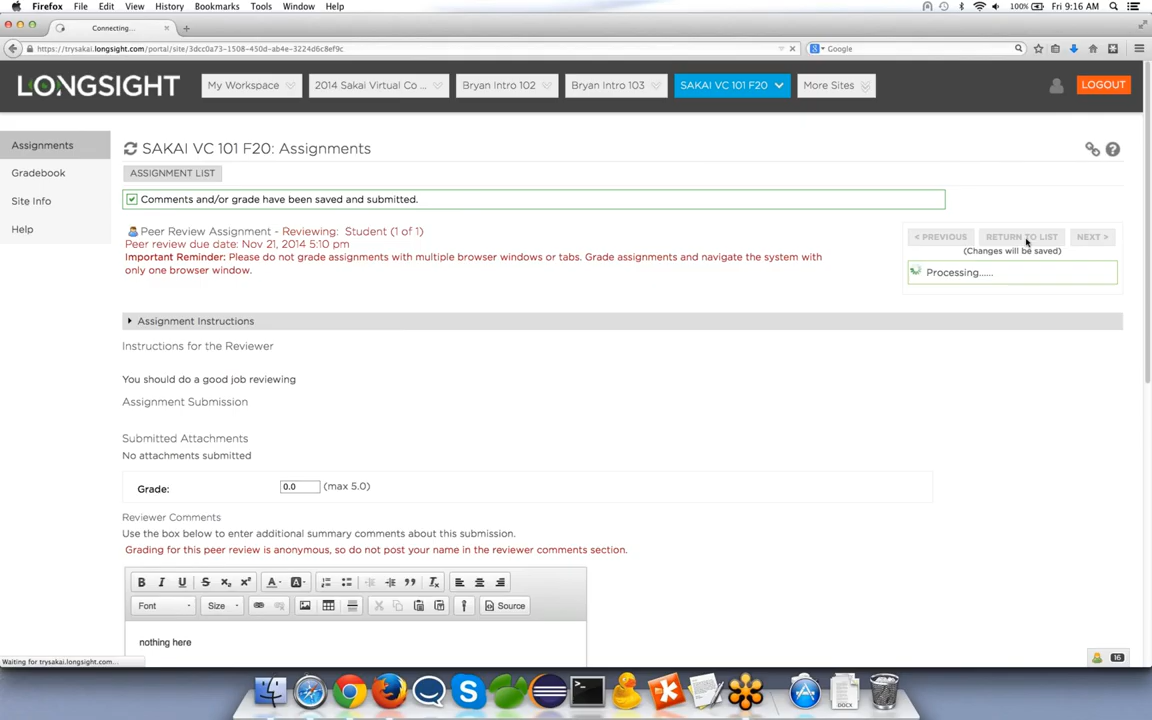 Firefox File Edit View History Bookmarks Tools Window Help 100% Fri 9:16 AM
Connecting...
https://trysakai.longsight.com/portal/site/3dcc0a73-1508-450d-ab4e-3224d6c8ef9c Google
LONGSIGHT My Workspace 2014 Sakai Virtual Co ... Bryan Intro 102 Bryan Intro 103 SAKAI VC 101 F20 More Sites LOGOUT
Assignments
Gradebook
Site Info
Help
SAKAI VC 101 F20: Assignments
ASSIGNMENT LIST
Comments and/or grade have been saved and submitted.
Peer Review Assignment - Reviewing: Student (1 of 1)
Peer review due date: Nov 21, 2014 5:10 pm
Important Reminder: Please do not grade assignments with multiple browser windows or tabs. Grade assignments and navigate the system with
only one browser window.
< PREVIOUS RETURN TO LIST NEXT >
(Changes will be saved)
Processing......
Assignment Instructions
Instructions for the Reviewer
You should do a good job reviewing
Assignment Submission
Submitted Attachments
No attachments submitted
Grade: 0.0 (max 5.0)
Reviewer Comments
Use the box below to enter additional summary comments about this submission.
Grading for this peer review is anonymous, so do not post your name in the reviewer comments section.
Font Size Source
nothing here
Waiting for trysakai.longsight.com...
16
DOCX